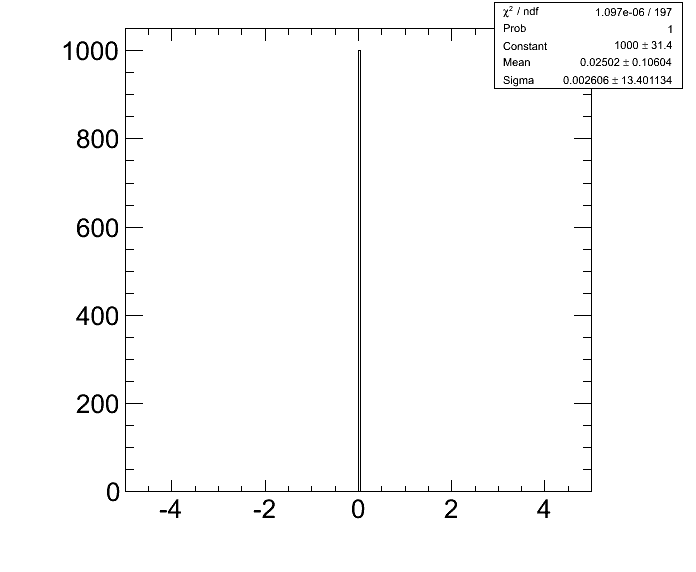 χ² / ndf 1.097e-06 / 197
Prob 1
Constant 1000 ± 31.4
Mean 0.02502 ± 0.10604
Sigma 0.002606 ± 13.401134
1000
800
600
400
200
0
-4 -2 0 2 4